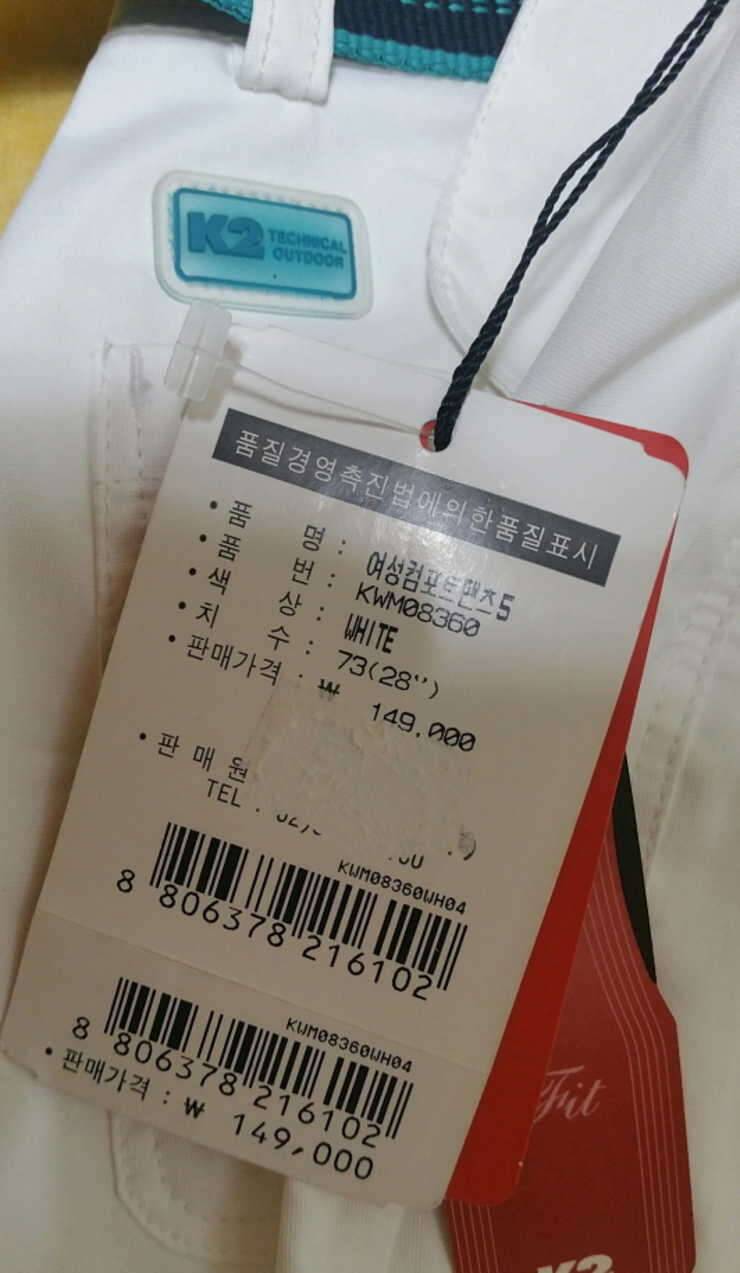 K2 TECHNICAL
OUTDOOR
품질경영촉진법에의한품질표시
• 품 명 : 여성컴포트팬츠5
• 품 번 : KWM08360
• 색 상 : WHITE
• 치 수 : 73(28'')
• 판매가격 : ₩ 149,000
• 판 매 원
TEL
KWM08360WH04
8 806378 216102
KWM08360WH04
8 806378 216102
• 판매가격 : ₩ 149,000
Fit
K2